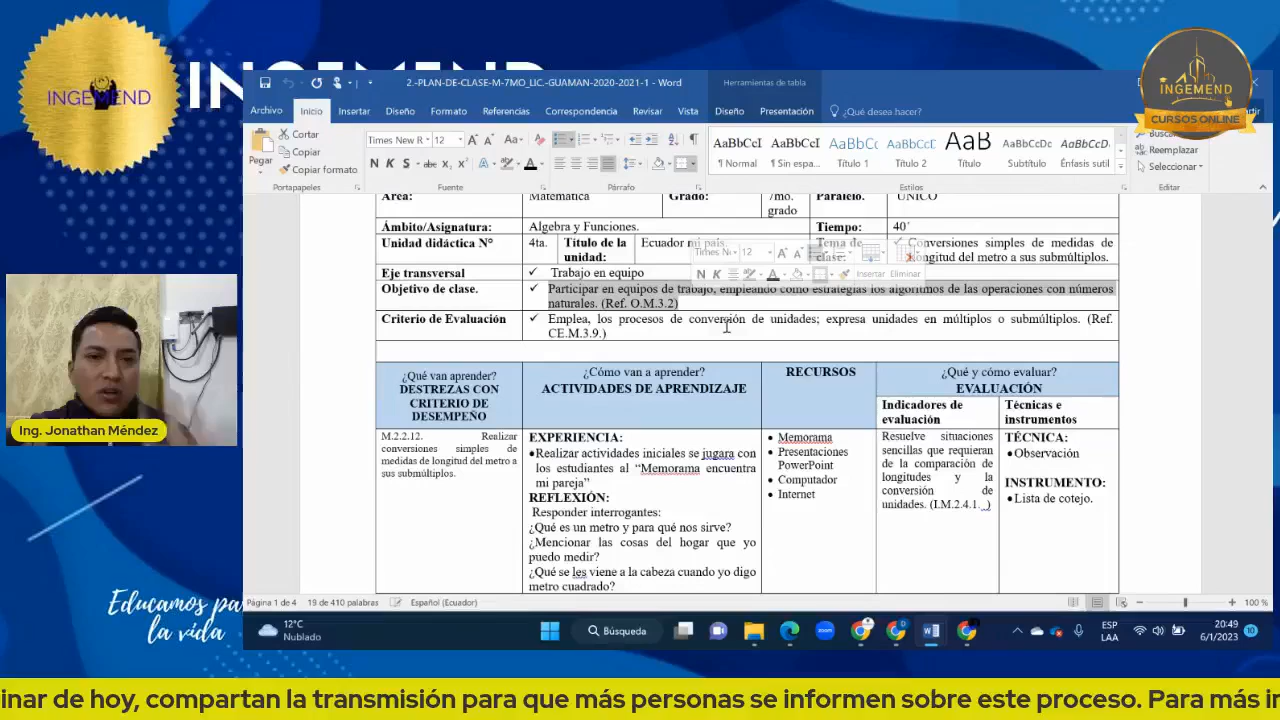 INGEMEND
INGEMEND
CURSOS ONLINE
2.-PLAN-DE-CLASE-M-7MO_LIC.-GUAMAN-2020-2021-1 - Word
Herramientas de tabla
Archivo Inicio Insertar Diseño Formato Referencias Correspondencia Revisar Vista Diseño Presentación ¿Qué desea hacer?
Pegar
Cortar
Copiar
Copiar formato
Portapapeles
Times New R 12
N K S abc
Fuente
Párrafo
AaBbCcI AaBbCcI AaBbCc AaBbCcI AaB AaBbCcDc AaBbCcD.
¶ Normal ¶ Sin espa... Título 1 Título 2 Título Subtítulo Énfasis sutil
Estilos
Reemplazar
Seleccionar
Editar
Área: Matemática Grado: 7mo. grado Paralelo. ÚNICO
Ámbito/Asignatura: Algebra y Funciones. Tiempo: 40´
Unidad didáctica N° 4ta. Titulo de la unidad: Ecuador mi país. Tema de clase: ✓ Conversiones simples de medidas de longitud del metro a sus submúltiplos.
12
N K
Insertar Eliminar
Eje transversal ✓ Trabajo en equipo
Objetivo de clase. ✓ Participar en equipos de trabajo, empleando como estrategias los algoritmos de las operaciones con números
naturales. (Ref. O.M.3.2)
Criterio de Evaluación ✓ Emplea, los procesos de conversión de unidades; expresa unidades en múltiplos o submúltiplos. (Ref.
CE.M.3.9.)
¿Qué van aprender?
DESTREZAS CON
CRITERIO DE
DESEMPEÑO
¿Cómo van a aprender?
ACTIVIDADES DE APRENDIZAJE
RECURSOS
¿Qué y cómo evaluar?
EVALUACIÓN
Indicadores de
evaluación
Técnicas e
instrumentos
M.2.2.12. Realizar
conversiones simples de
medidas de longitud del metro a
sus submúltiplos.
EXPERIENCIA:
•Realizar actividades iniciales se jugara con
los estudiantes al “Memorama encuentra
mi pareja”
REFLEXIÓN:
Responder interrogantes:
¿Qué es un metro y para qué nos sirve?
¿Mencionar las cosas del hogar que yo
puedo medir?
¿Qué se les viene a la cabeza cuando yo digo
metro cuadrado?
• Memorama
• Presentaciones
PowerPoint
• Computador
• Internet
Resuelve situaciones
sencillas que requieran
de la comparación de
longitudes y la
conversión de
unidades. (I.M.2.4.1. )
TÉCNICA:
•Observación
INSTRUMENTO:
•Lista de cotejo.
Ing. Jonathan Méndez
Educamos pa
la vida
Página 1 de 4 19 de 410 palabras Español (Ecuador) 100 %
12°C
Nublado
Búsqueda
zoom
ESP
LAA
20:49
6/1/2023
10
inar de hoy, compartan la transmisión para que más personas se informen sobre este proceso. Para más in